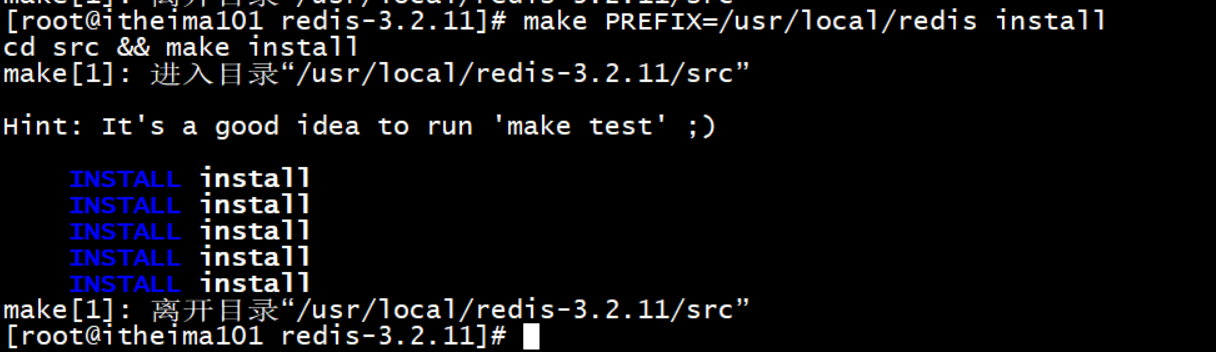 make[1]: 离开目录“/usr/local/redis-3.2.11/src”
[root@itheima101 redis-3.2.11]# make PREFIX=/usr/local/redis install
cd src && make install
make[1]: 进入目录“/usr/local/redis-3.2.11/src”
Hint: It's a good idea to run 'make test' ;)
INSTALL install
INSTALL install
INSTALL install
INSTALL install
INSTALL install
make[1]: 离开目录“/usr/local/redis-3.2.11/src”
[root@itheima101 redis-3.2.11]#